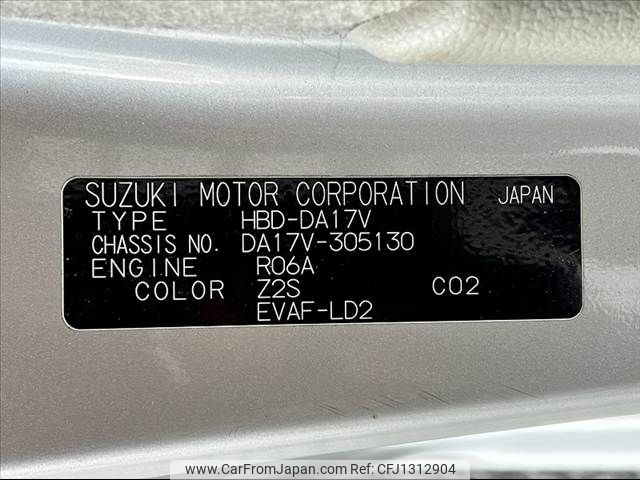 SUZUKI MOTOR CORPORATION JAPAN
TYPE HBD-DA17V
CHASSIS NO. DA17V-305130
ENGINE R06A
COLOR Z2S C02
EVAF-LD2
www.CarFromJapan.com | CFJ1312904